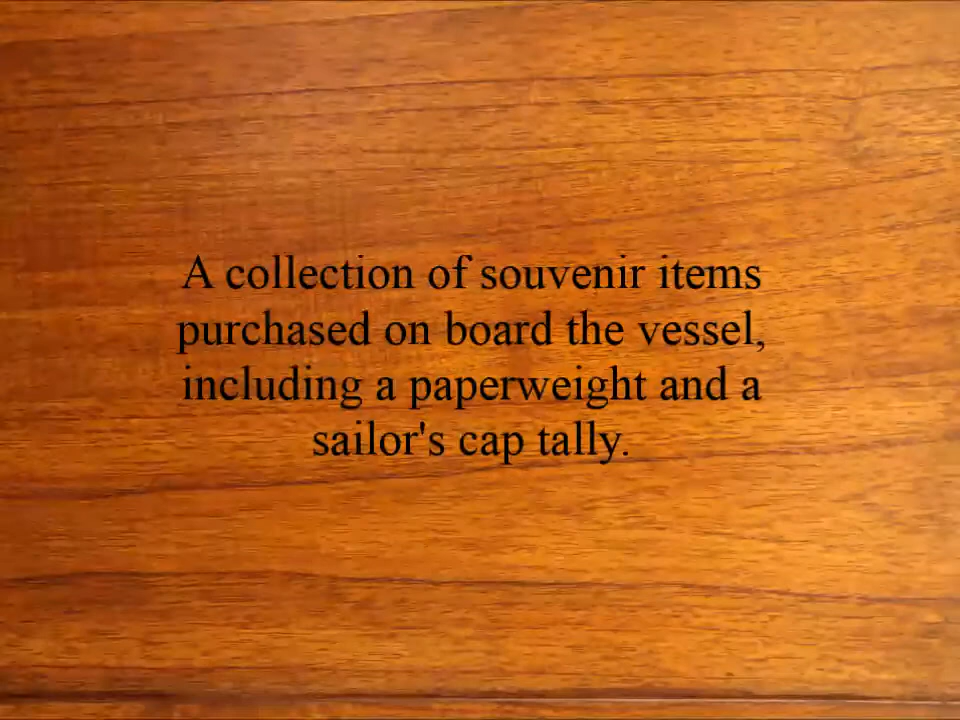 A collection of souvenir items
purchased on board the vessel,
including a paperweight and a
sailor's cap tally.